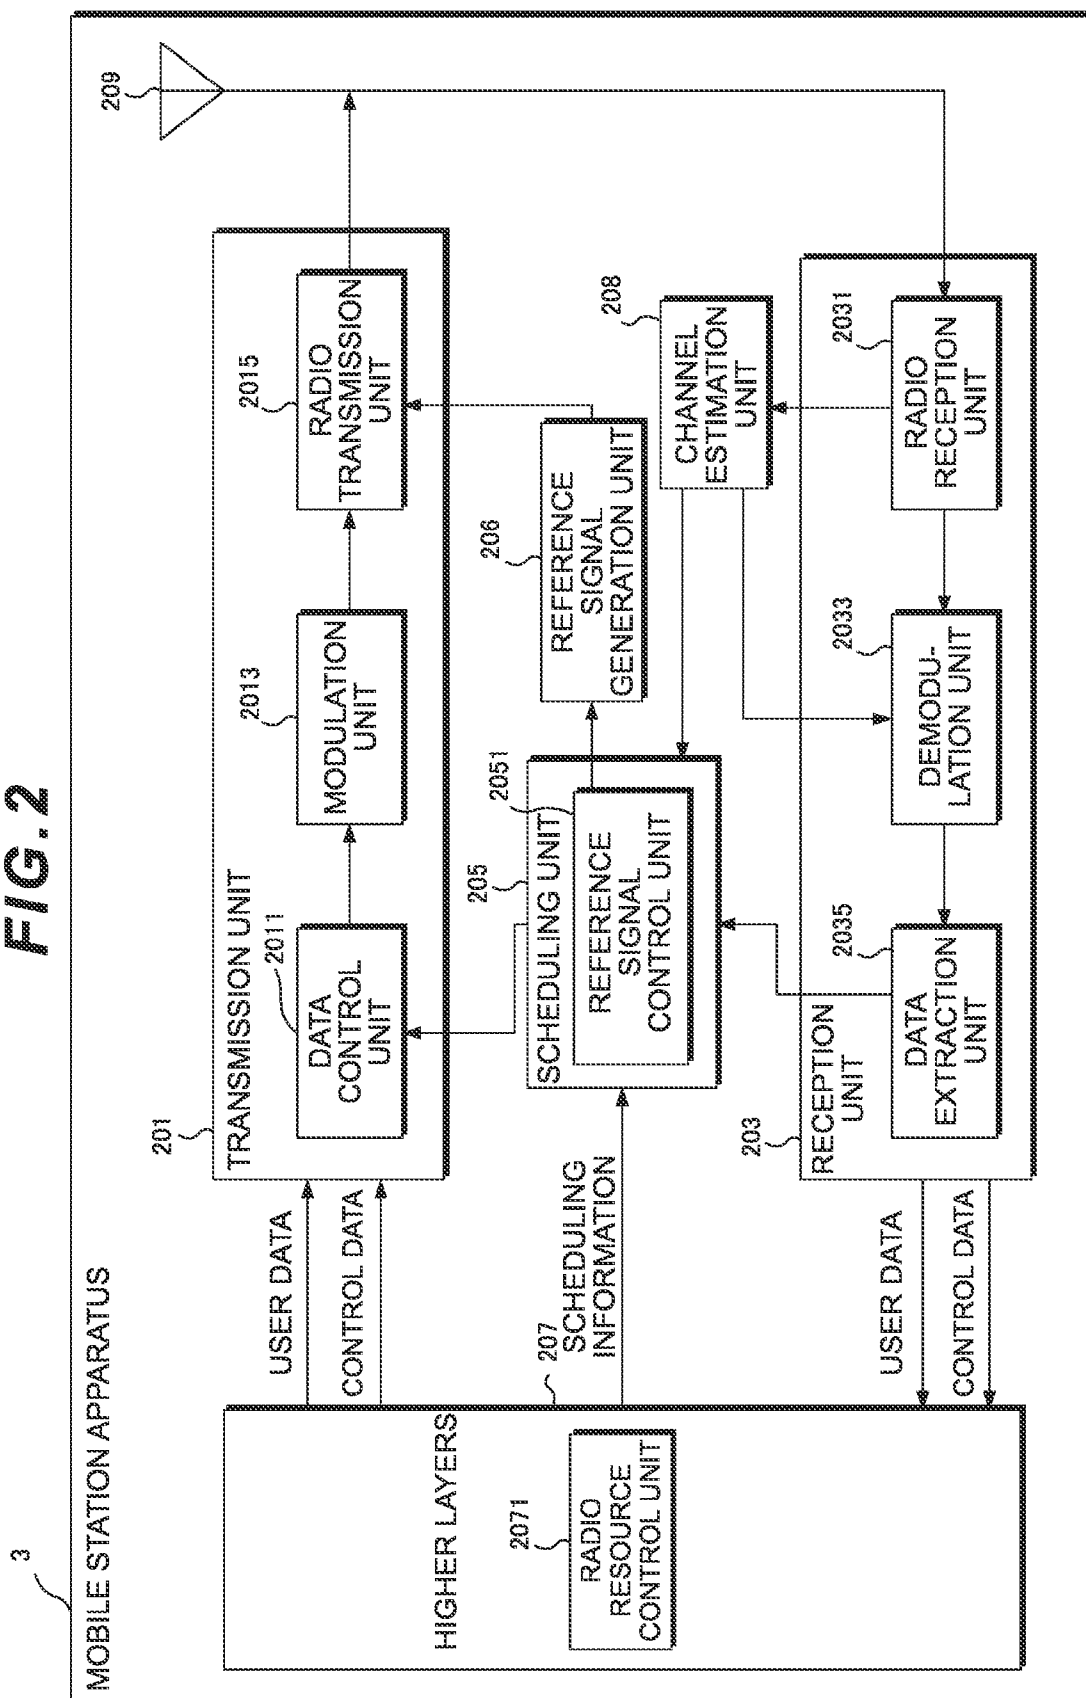 FIG.2
3
MOBILE STATION APPARATUS
209
201
TRANSMISSION UNIT
2011
DATA
CONTROL
UNIT
2013
MODULATION
UNIT
2015
RADIO
TRANSMISSION
UNIT
USER DATA
CONTROL DATA
HIGHER LAYERS
207
2071
RADIO
RESOURCE
CONTROL UNIT
SCHEDULING
INFORMATION
205
SCHEDULING UNIT
2051
REFERENCE
SIGNAL
CONTROL UNIT
206
REFERENCE
SIGNAL
GENERATION UNIT
208
CHANNEL
ESTIMATION
UNIT
203
RECEPTION
UNIT
2035
DATA
EXTRACTION
UNIT
2033
DEMODU-
LATION UNIT
2031
RADIO
RECEPTION
UNIT
USER DATA
CONTROL DATA